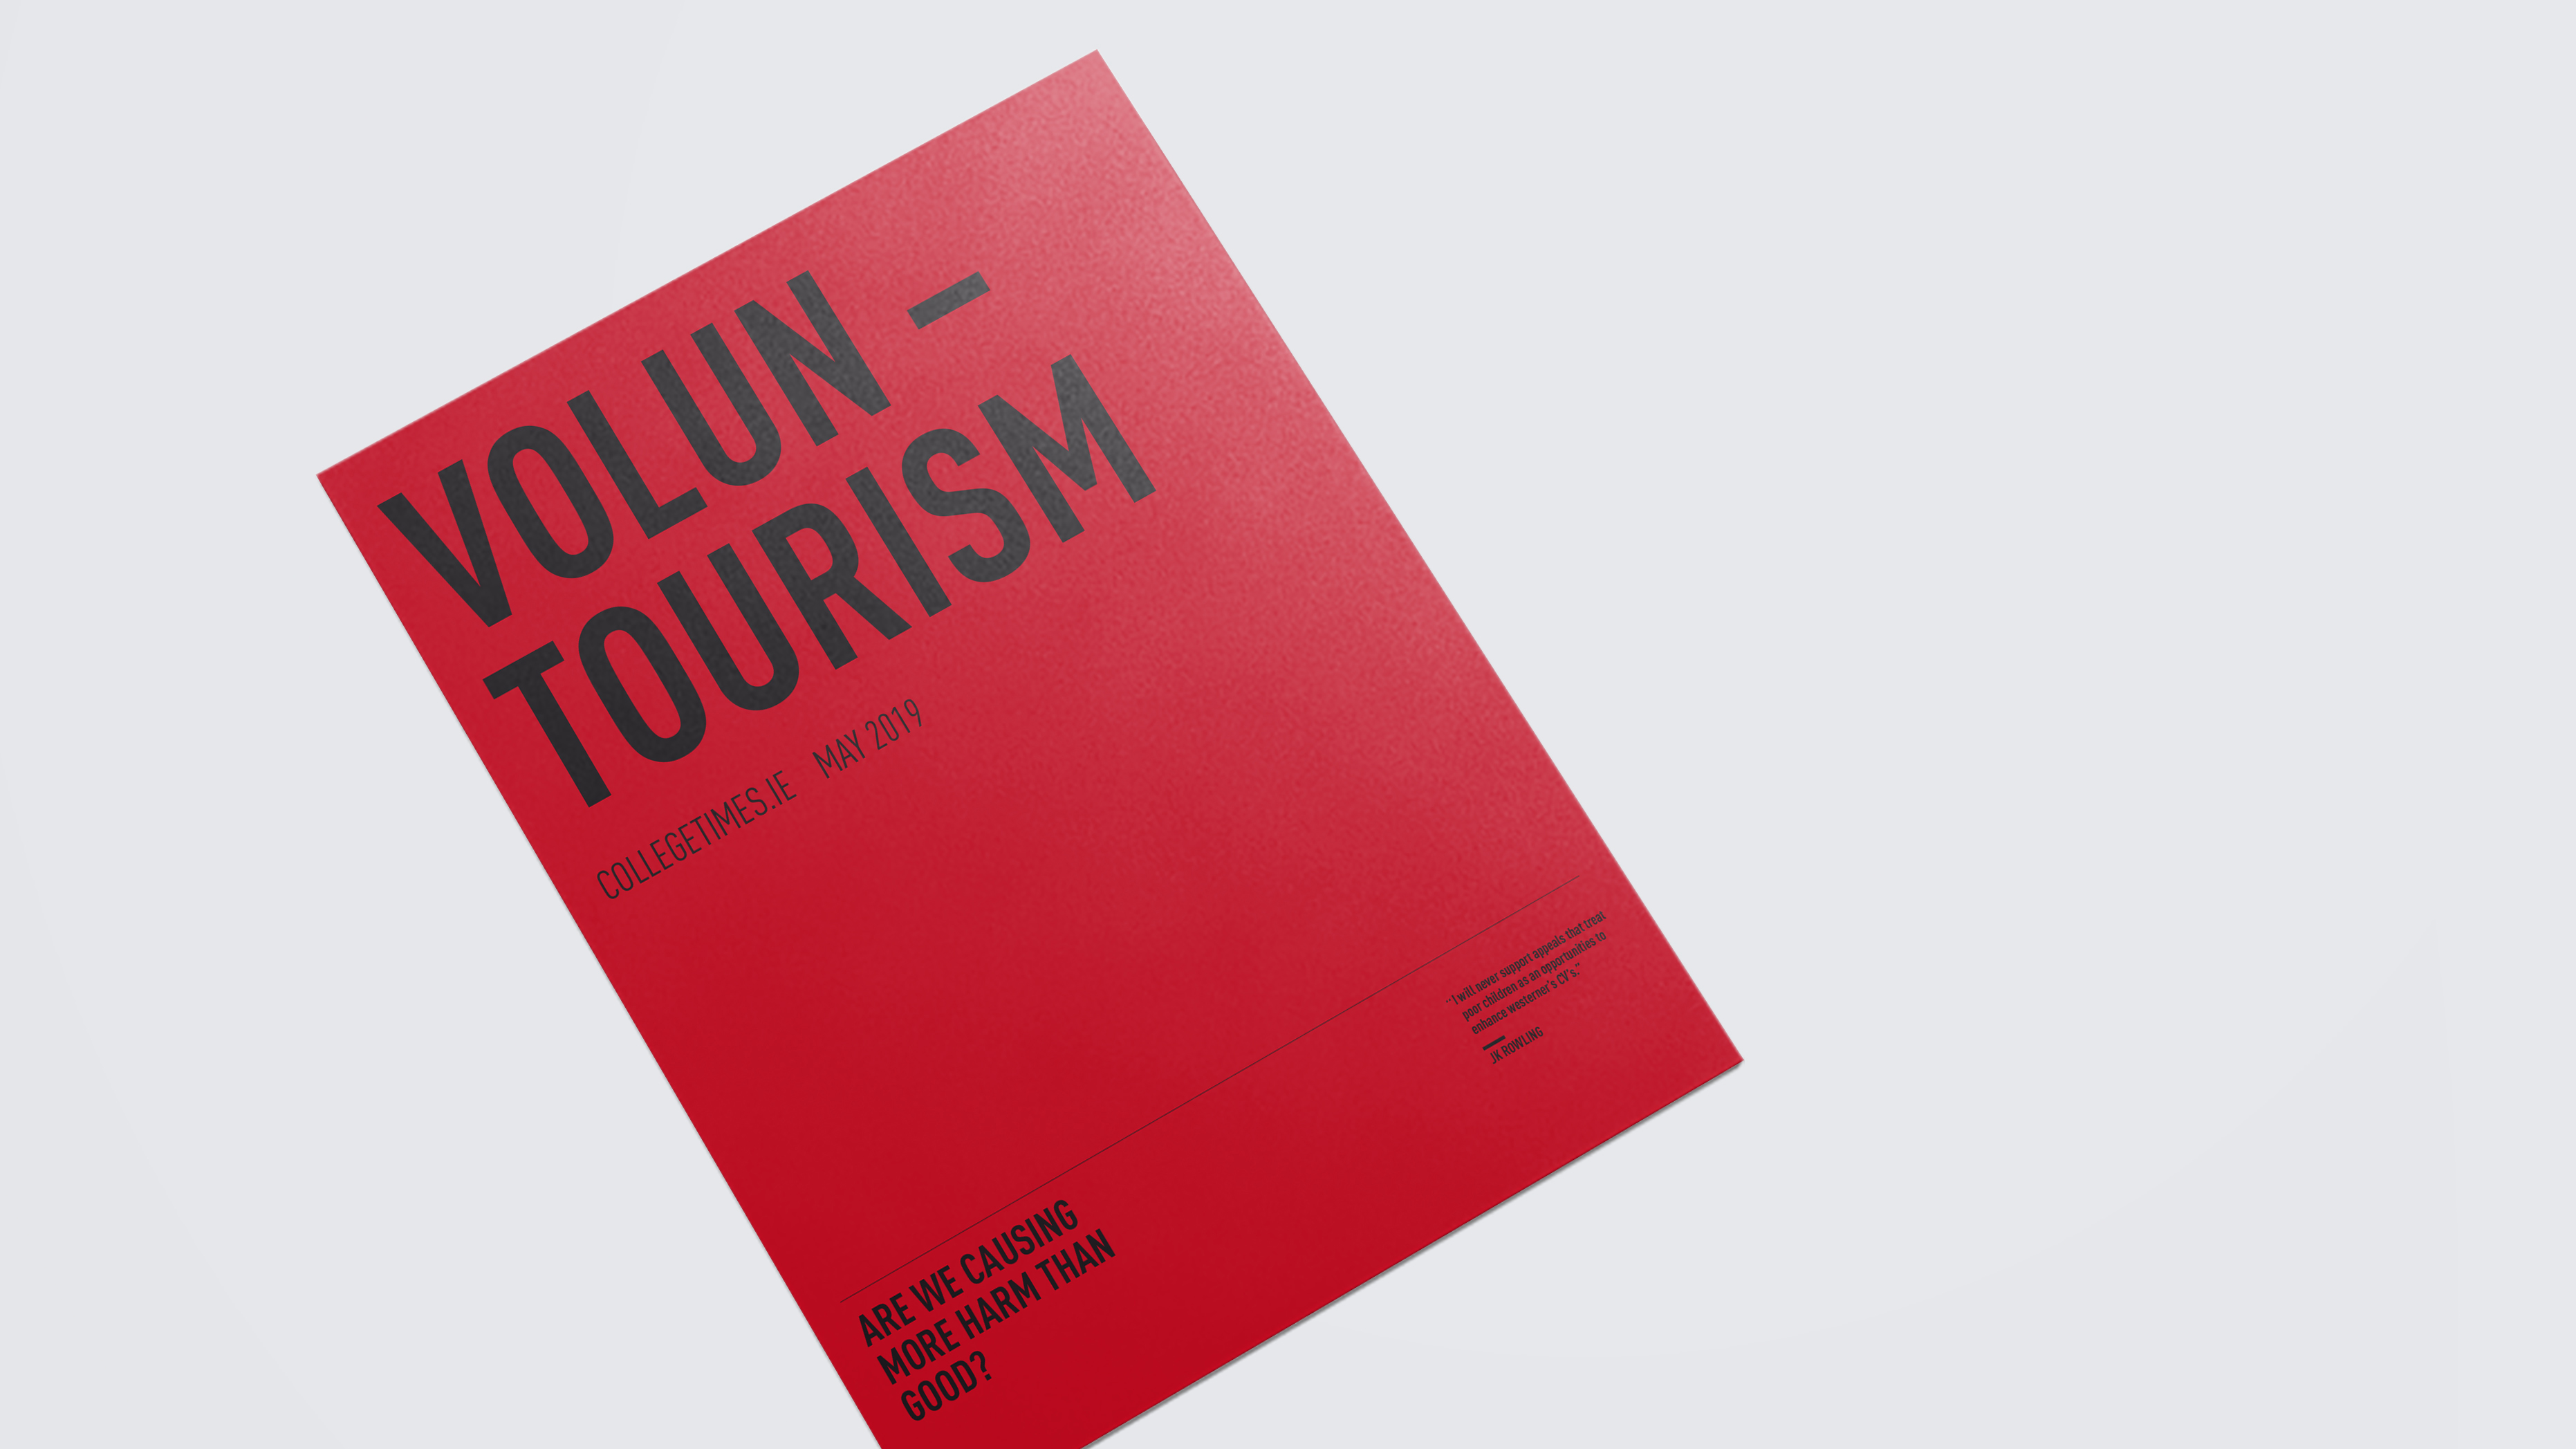 VOLUN –
TOURISM
COLLEGETIMES.IE MAY 2019
"I will never support appeals that treat
poor children as an opportunities to
enhance westerner's CV's."
JK ROWLING
ARE WE CAUSING
MORE HARM THAN
GOOD?